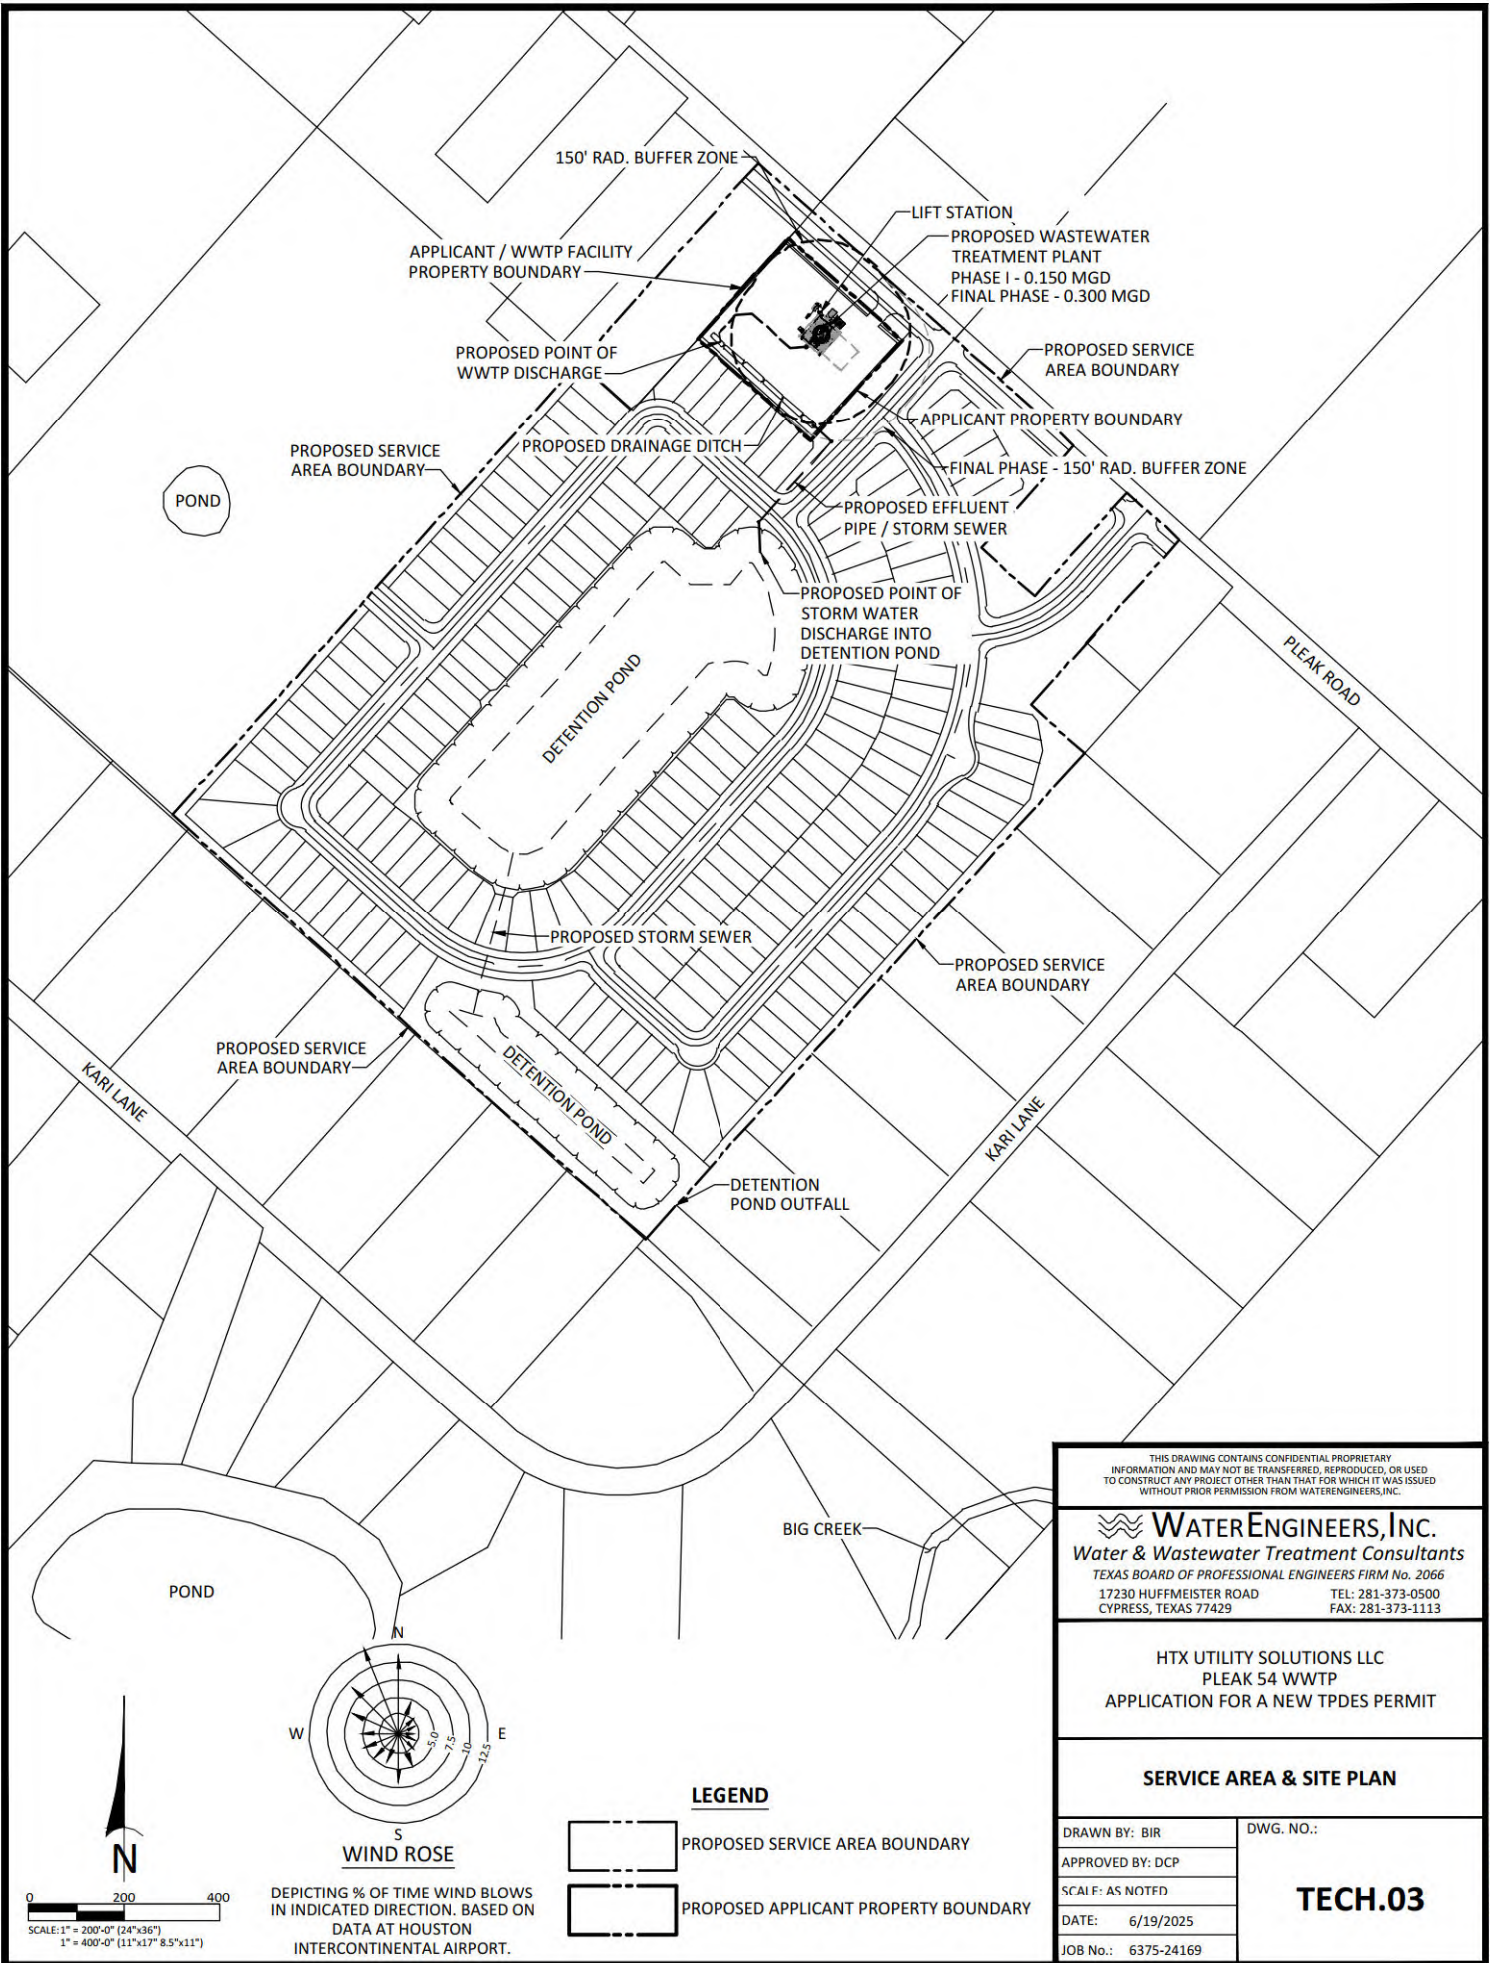 150' RAD. BUFFER ZONE
LIFT STATION
PROPOSED WASTEWATER
TREATMENT PLANT
PHASE I - 0.150 MGD
FINAL PHASE - 0.300 MGD
APPLICANT / WWTP FACILITY
PROPERTY BOUNDARY
PROPOSED POINT OF
WWTP DISCHARGE
PROPOSED SERVICE
AREA BOUNDARY
APPLICANT PROPERTY BOUNDARY
PROPOSED DRAINAGE DITCH
PROPOSED SERVICE
AREA BOUNDARY
FINAL PHASE - 150' RAD. BUFFER ZONE
POND
PROPOSED EFFLUENT
PIPE / STORM SEWER
PROPOSED POINT OF
STORM WATER
DISCHARGE INTO
DETENTION POND
PLEAK ROAD
DETENTION POND
PROPOSED STORM SEWER
PROPOSED SERVICE
AREA BOUNDARY
PROPOSED SERVICE
AREA BOUNDARY
KARI LANE
DETENTION POND
KARI LANE
DETENTION
POND OUTFALL
BIG CREEK
POND
N
W
E
S
5.0
7.5
10
12.5
WIND ROSE
DEPICTING % OF TIME WIND BLOWS
IN INDICATED DIRECTION. BASED ON
DATA AT HOUSTON
INTERCONTINENTAL AIRPORT.
N
0 200 400
SCALE: 1" = 200'-0" (24"x36")
1" = 400'-0" (11"x17" 8.5"x11")
LEGEND
PROPOSED SERVICE AREA BOUNDARY
PROPOSED APPLICANT PROPERTY BOUNDARY
THIS DRAWING CONTAINS CONFIDENTIAL PROPRIETARY
INFORMATION AND MAY NOT BE TRANSFERRED, REPRODUCED, OR USED
TO CONSTRUCT ANY PROJECT OTHER THAN THAT FOR WHICH IT WAS ISSUED
WITHOUT PRIOR PERMISSION FROM WATERENGINEERS,INC.
WATERENGINEERS,INC.
Water & Wastewater Treatment Consultants
TEXAS BOARD OF PROFESSIONAL ENGINEERS FIRM No. 2066
17230 HUFFMEISTER ROAD TEL: 281-373-0500
CYPRESS, TEXAS 77429 FAX: 281-373-1113
HTX UTILITY SOLUTIONS LLC
PLEAK 54 WWTP
APPLICATION FOR A NEW TPDES PERMIT
SERVICE AREA & SITE PLAN
DRAWN BY: BIR
APPROVED BY: DCP
SCALE: AS NOTED
DATE: 6/19/2025
JOB No.: 6375-24169
DWG. NO.:
TECH.03